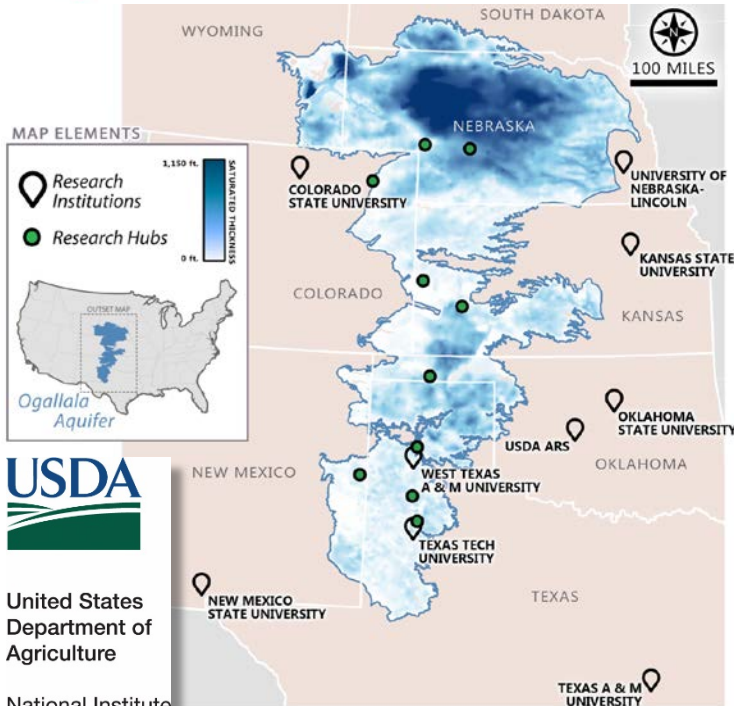 SOUTH DAKOTA
WYOMING
N
100 MILES
NEBRASKA
MAP ELEMENTS
1,150 ft.
0 ft.
SATURATED THICKNESS
Research
Institutions
Research Hubs
OUTSET MAP
Ogallala
Aquifer
COLORADO
STATE UNIVERSITY
UNIVERSITY OF
NEBRASKA-
LINCOLN
KANSAS STATE
UNIVERSITY
COLORADO
KANSAS
OKLAHOMA
STATE UNIVERSITY
USDA ARS
OKLAHOMA
NEW MEXICO
WEST TEXAS
A & M UNIVERSITY
TEXAS TECH
UNIVERSITY
NEW MEXICO
STATE UNIVERSITY
TEXAS
TEXAS A & M
UNIVERSITY
USDA
United States
Department of
Agriculture
National Institute